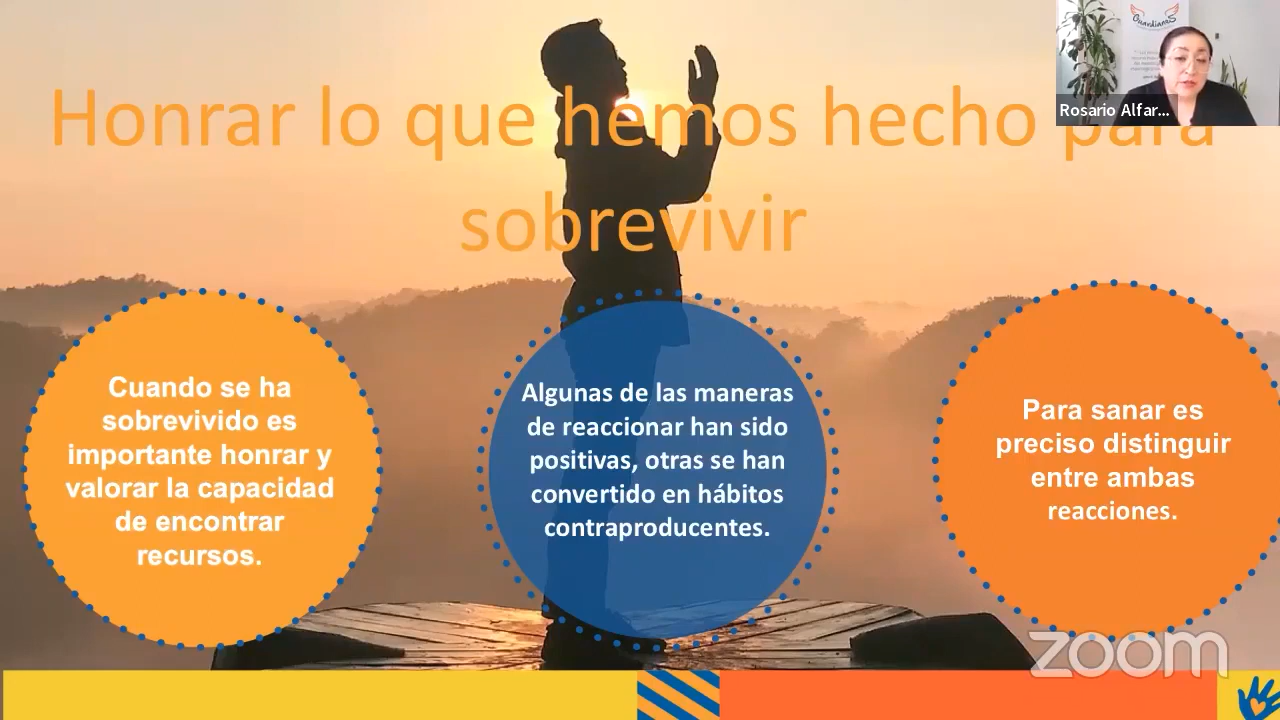 Honrar lo que hemos hecho para
sobrevivir
Guardianas
Rosario Alfar...
Cuando se ha
sobrevivido es
importante honrar y
valorar la capacidad
de encontrar
recursos.
Algunas de las maneras
de reaccionar han sido
positivas, otras se han
convertido en hábitos
contraproducentes.
Para sanar es
preciso distinguir
entre ambas
reacciones.
zoom